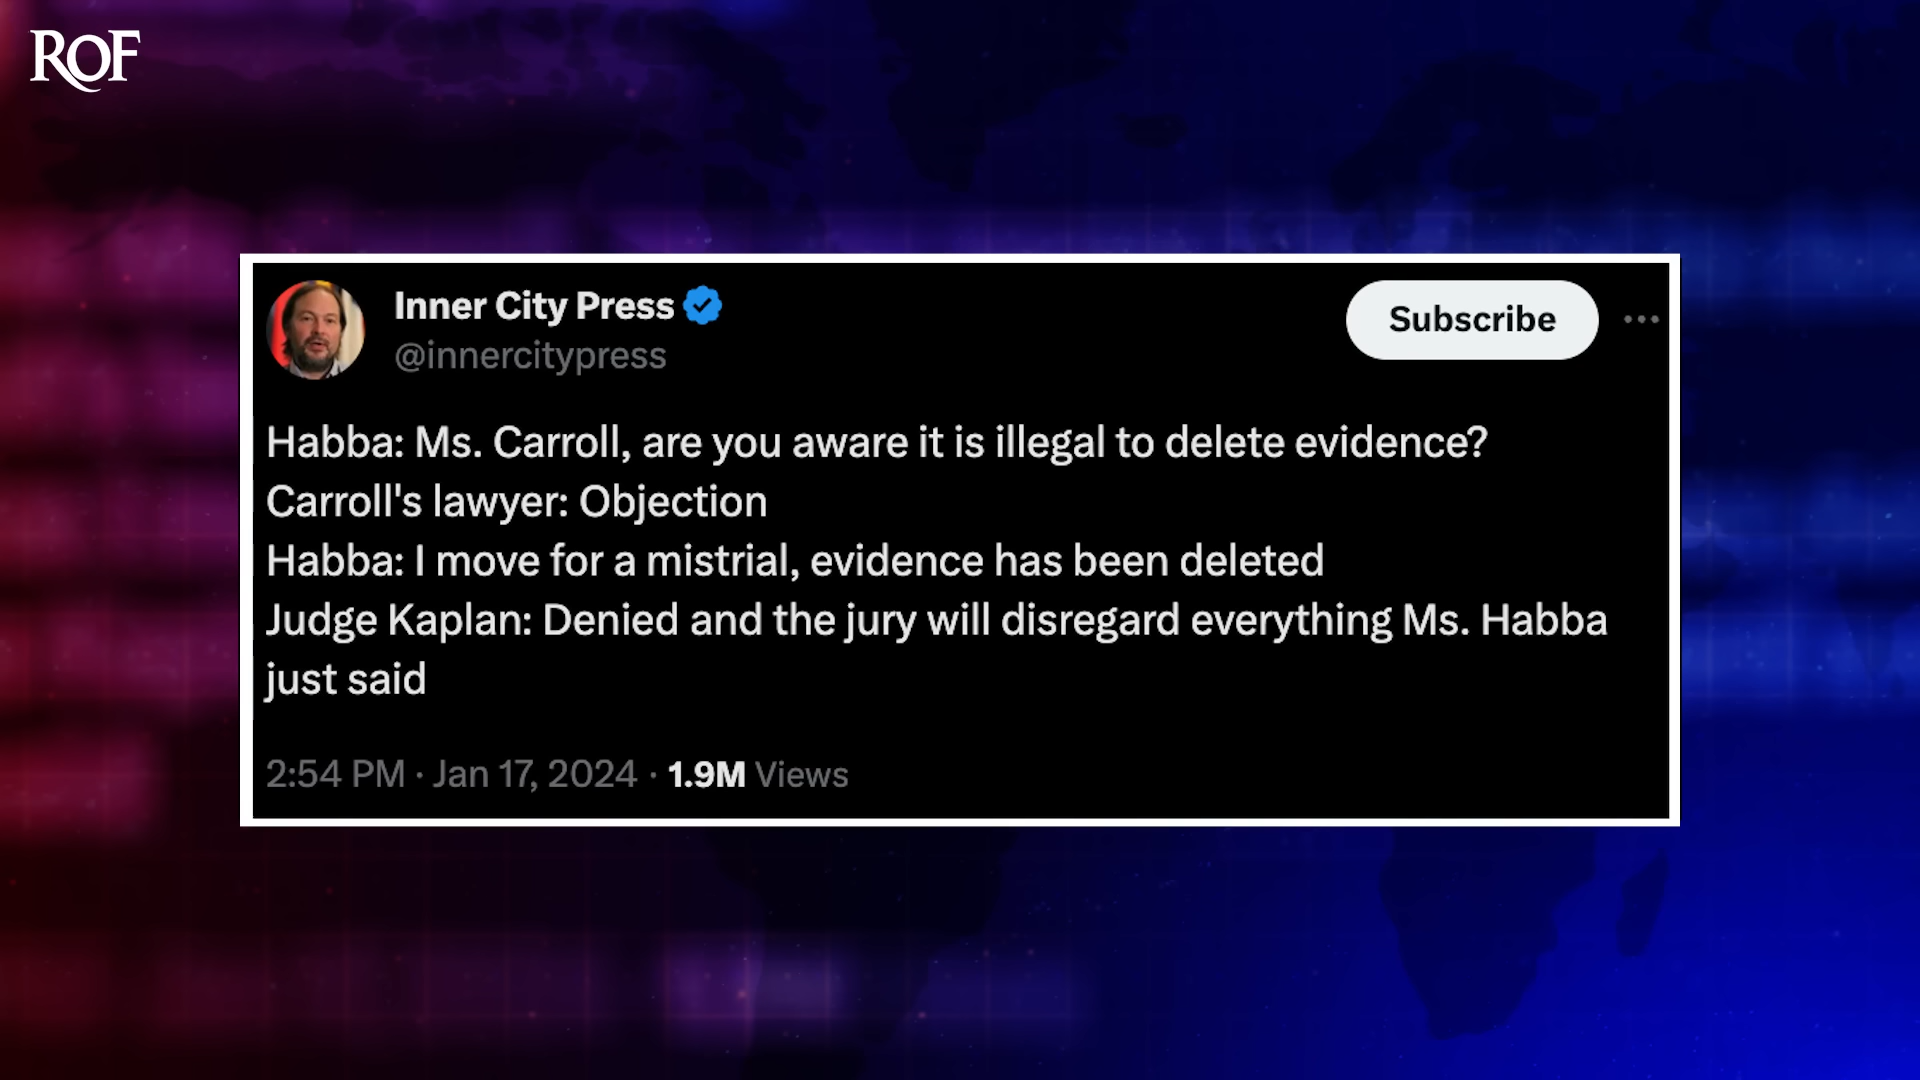 ROF
Inner City Press
Subscribe
@innercitypress
Habba: Ms. Carroll, are you aware it is illegal to delete evidence?
Carroll's lawyer: Objection
Habba: I move for a mistrial, evidence has been deleted
Judge Kaplan: Denied and the jury will disregard everything Ms. Habba
just said
2:54 PM · Jan 17, 2024 · 1.9M Views